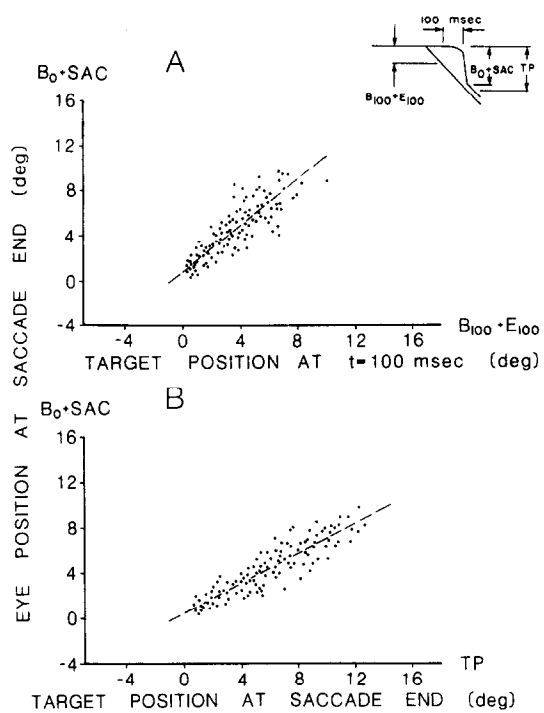 100 msec
B₀+SAC
TP
B₁₀₀+E₁₀₀
A
B₀+SAC
16
12
8
4
0
-4
-4 0 4 8 12 16
B₁₀₀+E₁₀₀
TARGET POSITION AT t=100 msec (deg)
EYE POSITION AT SACCADE END (deg)
B
B₀+SAC
16
12
8
4
0
-4
-4 0 4 8 12 16
TP
TARGET POSITION AT SACCADE END (deg)